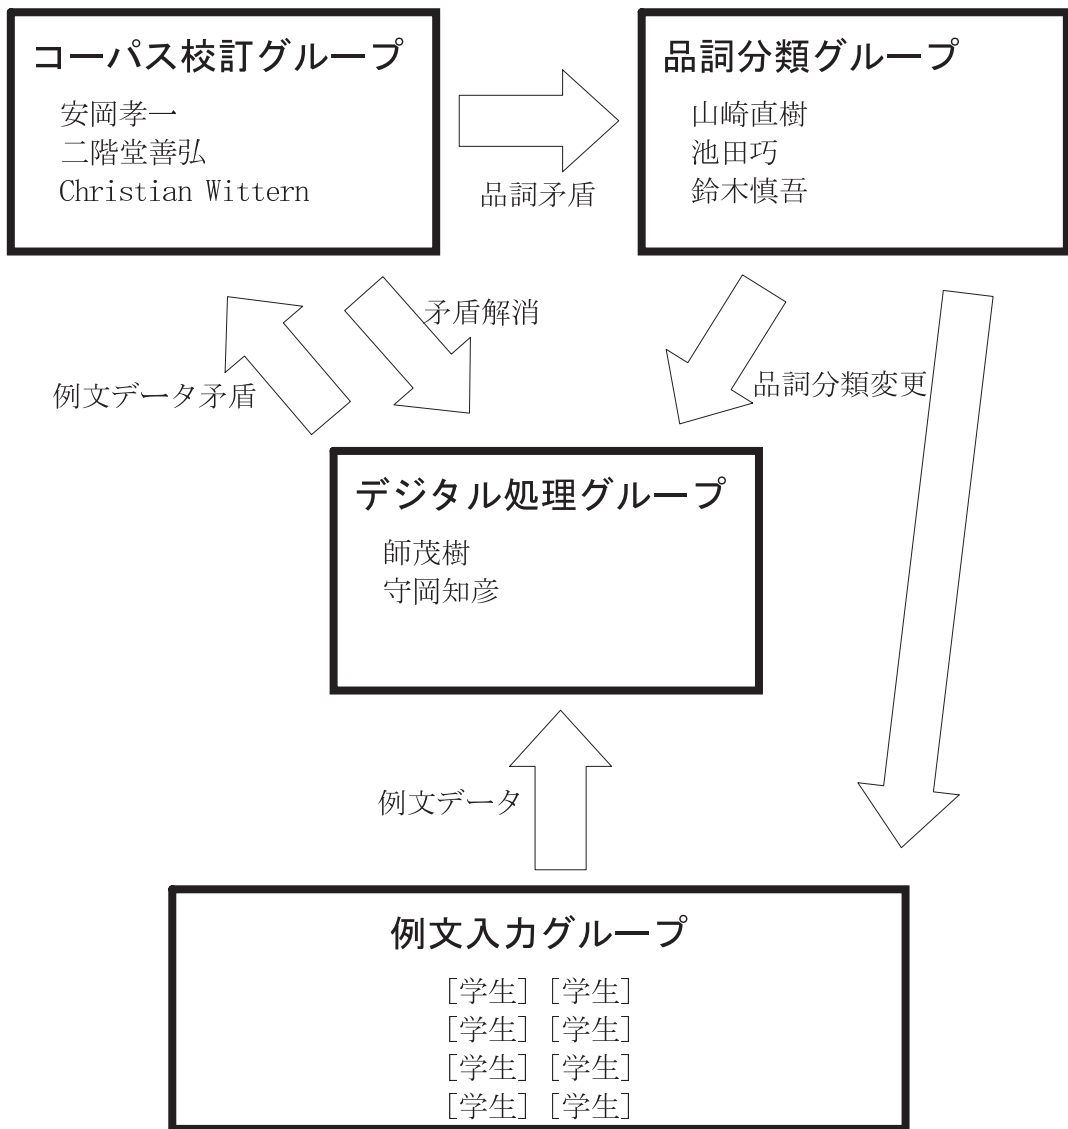 コーパス校訂グループ
安岡孝一
二階堂善弘
Christian Wittern
品詞矛盾
品詞分類グループ
山崎直樹
池田巧
鈴木慎吾
矛盾解消
例文データ矛盾
品詞分類変更
デジタル処理グループ
師茂樹
守岡知彦
例文データ
例文入力グループ
[学生] [学生]
[学生] [学生]
[学生] [学生]
[学生] [学生]